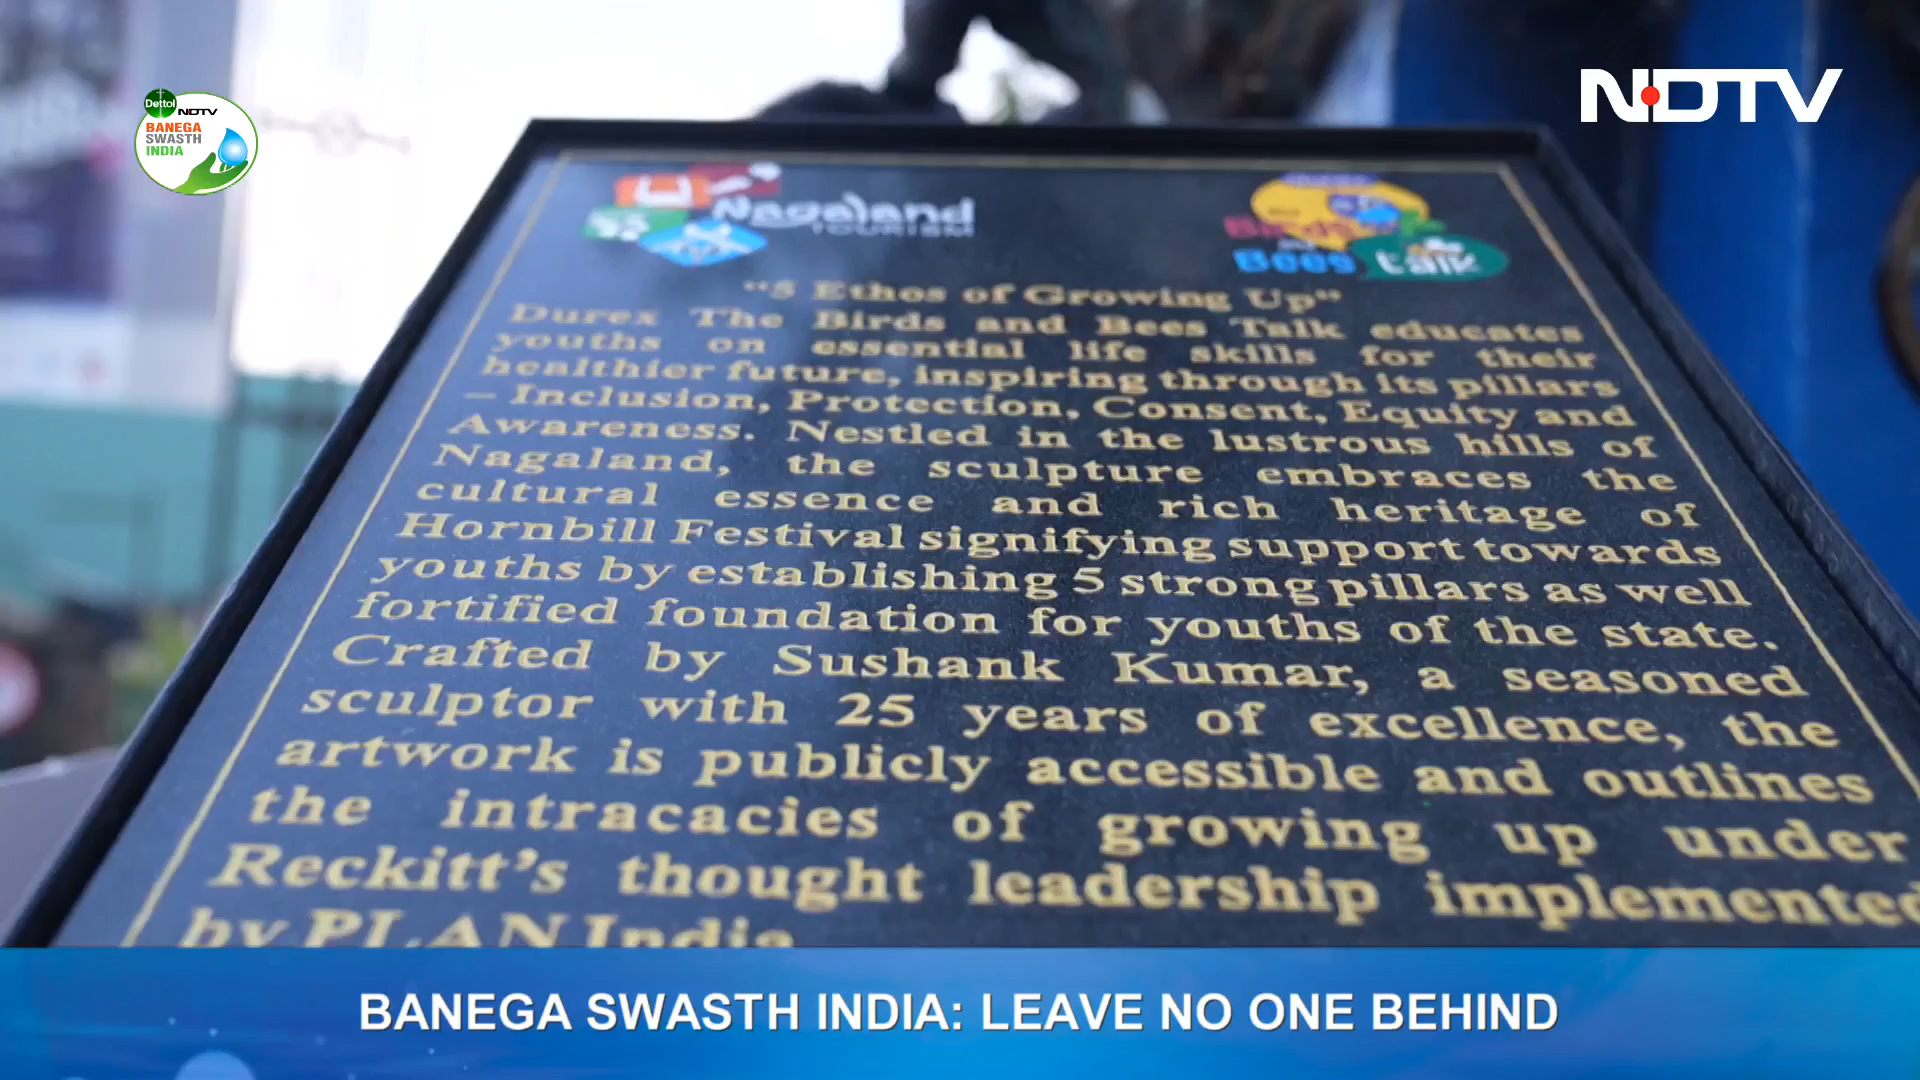 Dettol NDTV
BANEGA
SWASTH
INDIA
NDTV
Nagaland
TOURISM
Birds
Bees talk
“5 Ethos of Growing Up”
Durex The Birds and Bees Talk educates
youths on essential life skills for their
healthier future, inspiring through its pillars
– Inclusion, Protection, Consent, Equity and
Awareness. Nestled in the lustrous hills of
Nagaland, the sculpture embraces the
cultural essence and rich heritage of
Hornbill Festival signifying support towards
youths by establishing 5 strong pillars as well
fortified foundation for youths of the state.
Crafted by Sushank Kumar, a seasoned
sculptor with 25 years of excellence, the
artwork is publicly accessible and outlines
the intracacies of growing up under
Reckitt’s thought leadership implemented
by PLAN India
BANEGA SWASTH INDIA: LEAVE NO ONE BEHIND